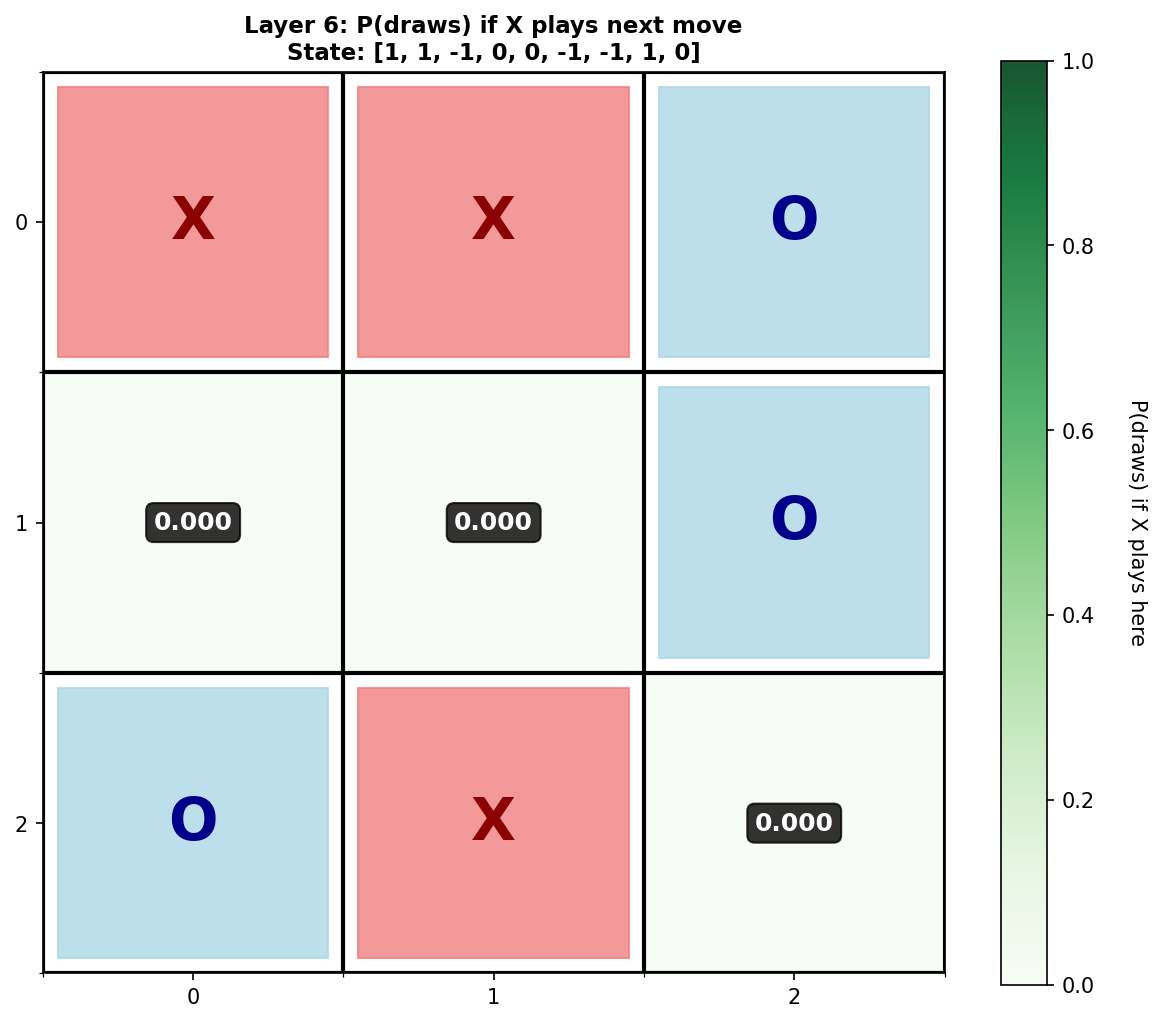 Layer 6: P(draws) if X plays next move
State: [1, 1, -1, 0, 0, -1, -1, 1, 0]
X
X
O
0.000
0.000
O
O
X
0.000
0
1
2
0
1
2
1.0
0.8
0.6
0.4
0.2
0.0
P(draws) if X plays here